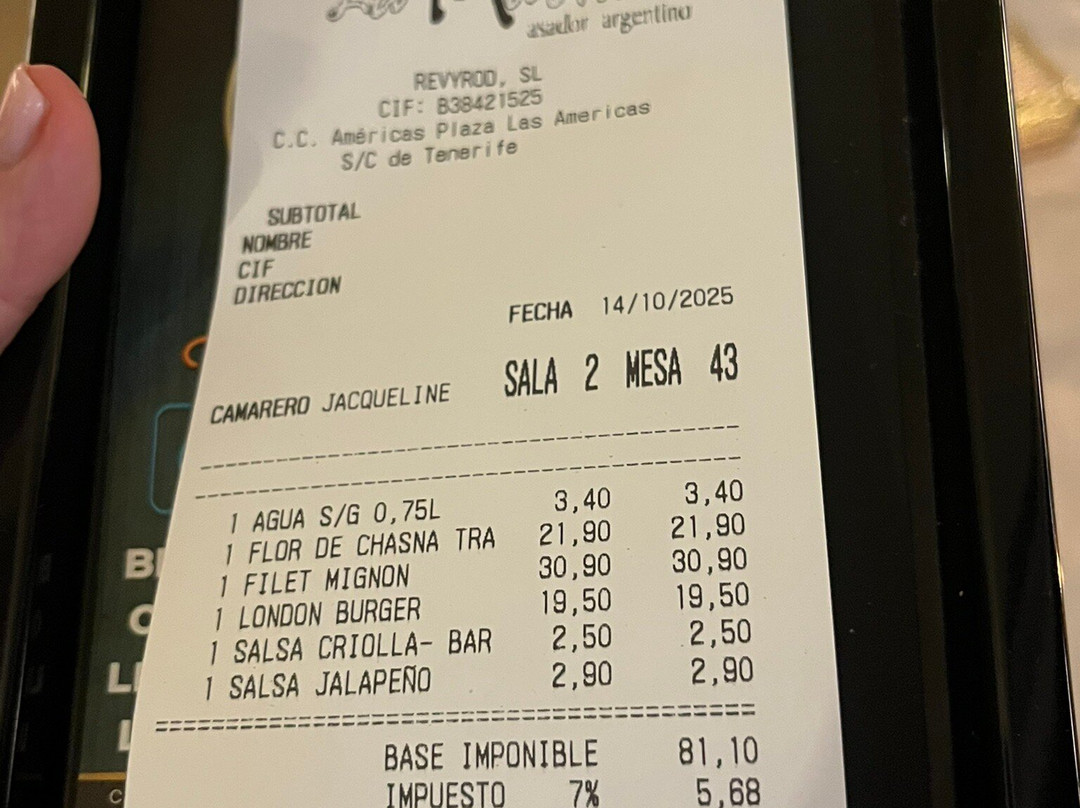 asador argentino
REVYROD, SL
CIF: B38421525
C.C. Américas Plaza Las Americas
S/C de Tenerife
SUBTOTAL
NOMBRE
CIF
DIRECCION
FECHA 14/10/2025
SALA 2 MESA 43
CAMARERO JACQUELINE
1 AGUA S/G 0,75L 3,40 3,40
1 FLOR DE CHASNA TRA 21,90 21,90
1 FILET MIGNON 30,90 30,90
1 LONDON BURGER 19,50 19,50
1 SALSA CRIOLLA- BAR 2,50 2,50
1 SALSA JALAPEÑO 2,90 2,90
BASE IMPONIBLE 81,10
IMPUESTO 7% 5,68